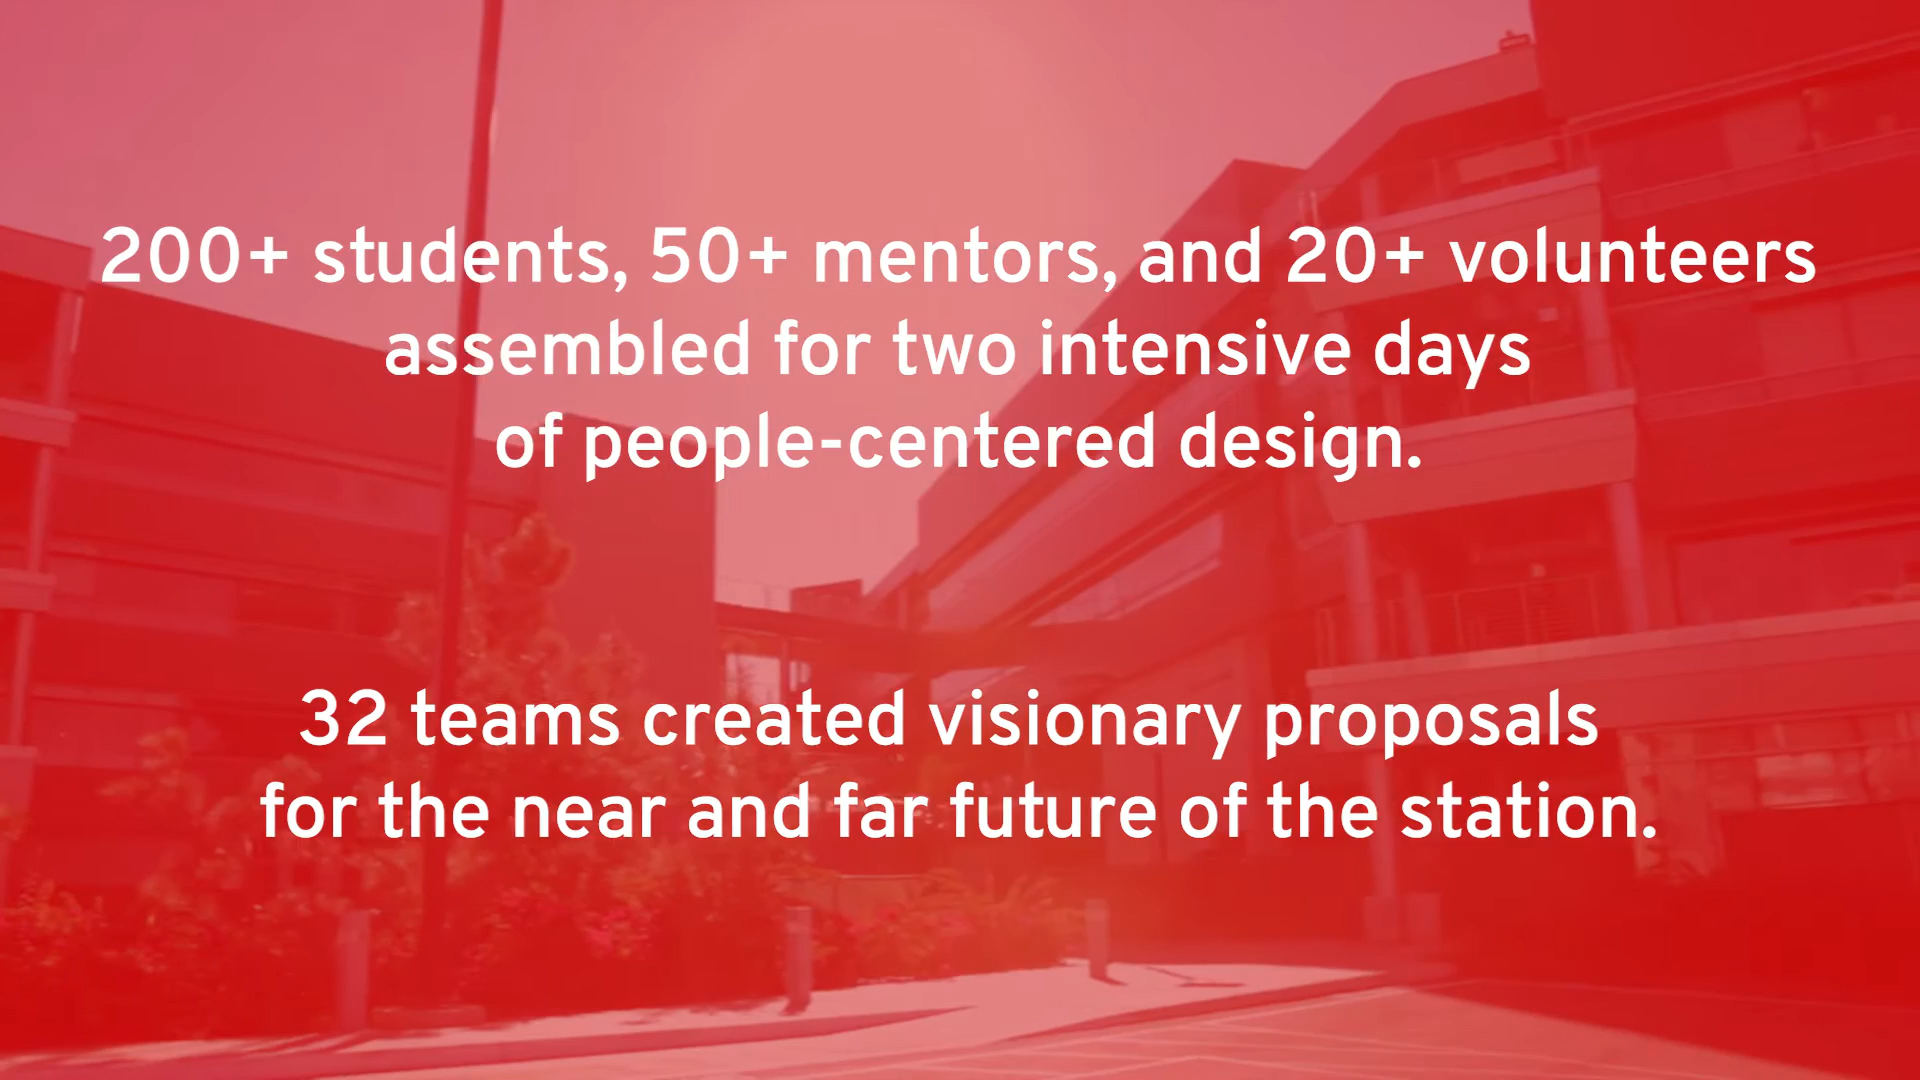 200+ students, 50+ mentors, and 20+ volunteers
assembled for two intensive days
of people-centered design.
32 teams created visionary proposals
for the near and far future of the station.